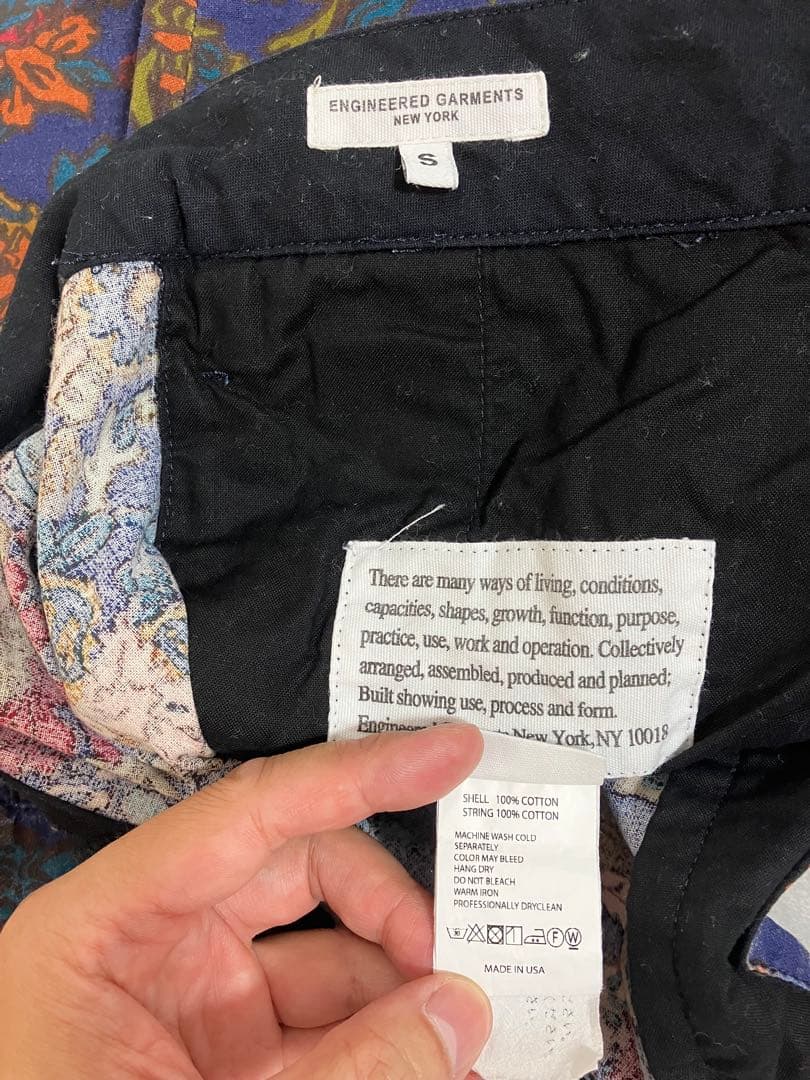 ENGINEERED GARMENTS
NEW YORK
S
There are many ways of living, conditions,
capacities, shapes, growth, function, purpose,
practice, use, work and operation. Collectively
arranged, assembled, produced and planned;
Built showing use, process and form.
New York, NY 10018
SHELL 100% COTTON
STRING 100% COTTON
MACHINE WASH COLD
SEPARATELY
COLOR MAY BLEED
HANG DRY
DO NOT BLEACH
WARM IRON
PROFESSIONALLY DRYCLEAN
MADE IN USA